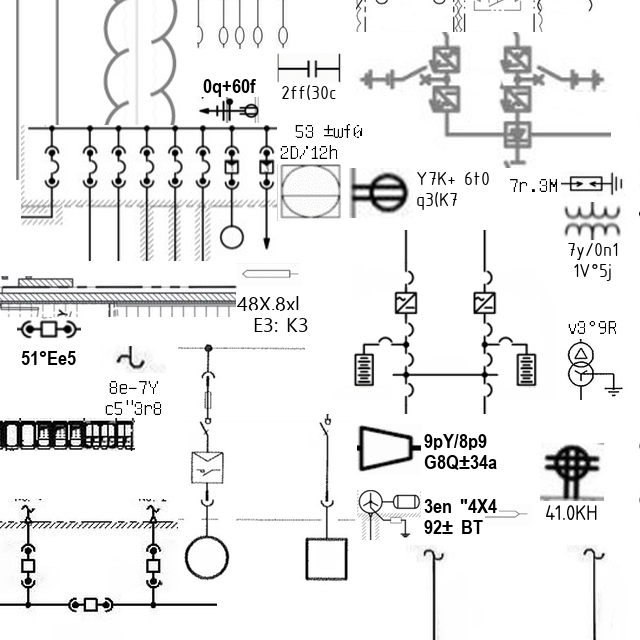 0q+60f
2ff(30c
53 ±wf0
2D/12h
Y7K+ 6t0
q3(K7
7r.3M
7y/0n1
1V°5j
48X.8xl
E3: K3
v3°9R
51°Ee5
8e-7Y
c5"9r8
9pY/8p9
G8Q±34a
3en "4X4
92± BT
41.0KH